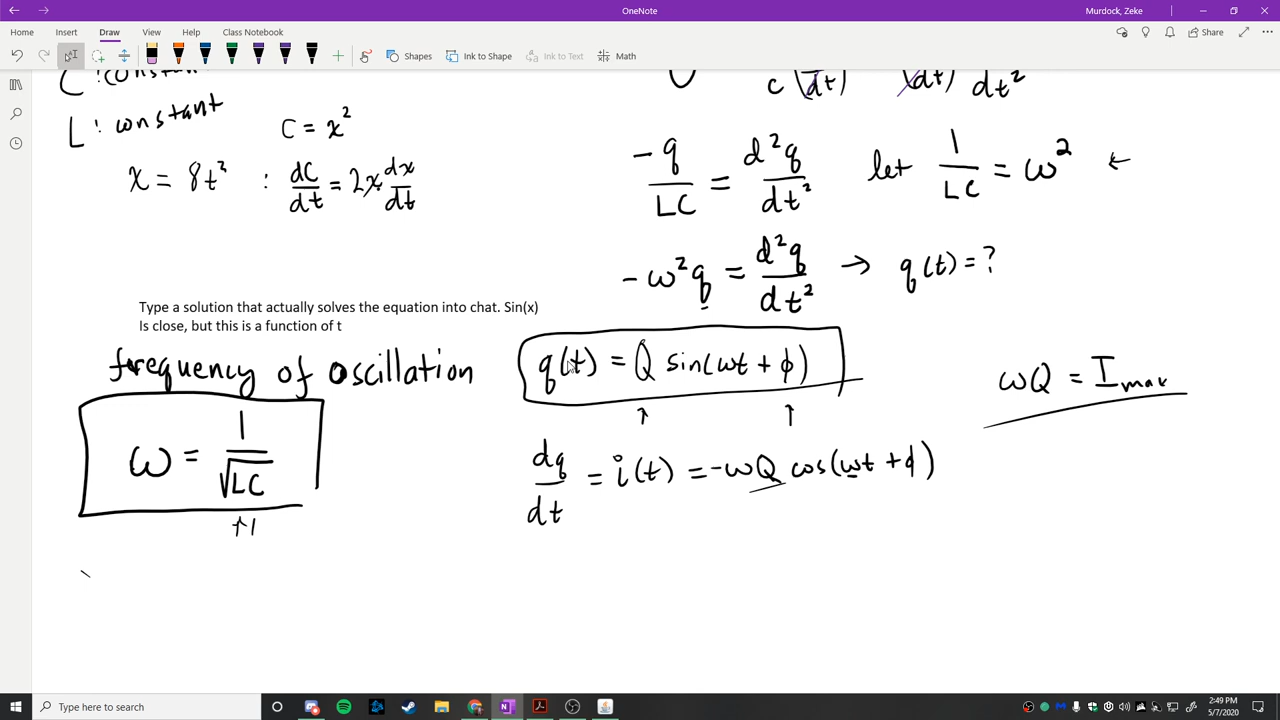 OneNote
Murdock, Zeke
Home Insert Draw View Help Class Notebook
Share
Shapes Ink to Shape Ink to Text Math
C : constan
L : constant
C = x²
x = 8t² : dC/dt = 2x dx/dt
-q/LC = d²q/dt² let 1/LC = ω² ←
-ω²q = d²q/dt² → q(t) = ?
Type a solution that actually solves the equation into chat. Sin(x)
Is close, but this is a function of t
frequency of oscillation
ω = 1/√LC
q(t) = Q sin(ωt + φ)
ωQ = Imax
dq/dt = i(t) = -ωQ cos(ωt + φ)
Type here to search
2:49 PM
5/7/2020